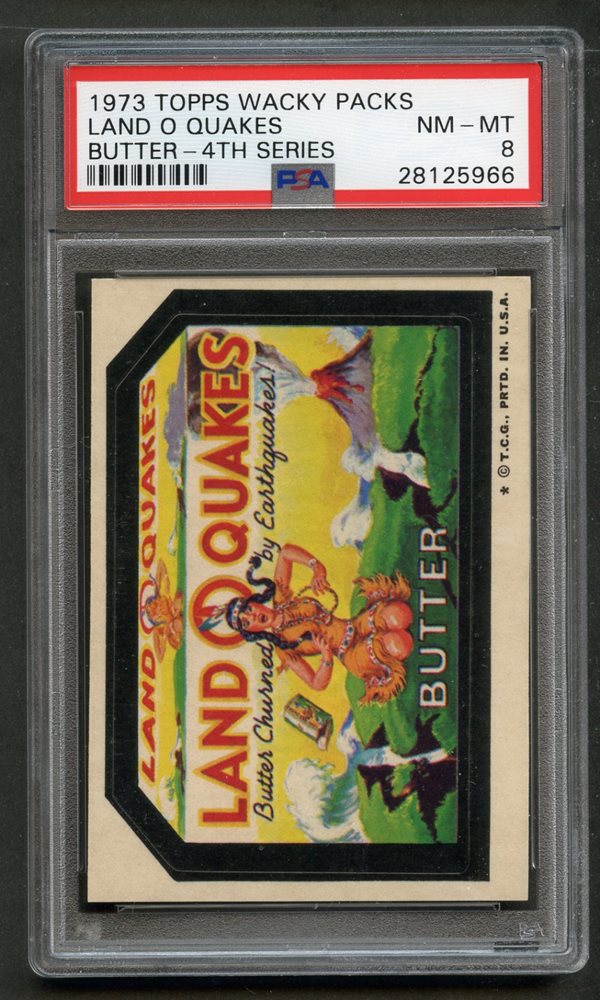 1973 TOPPS WACKY PACKS
LAND O QUAKES NM - MT
BUTTER - 4TH SERIES 8
PSA 28125966
LAND O QUAKES
LAND O QUAKES
Butter Churned by Earthquakes!
BUTTER
* © T.C.G., PRTD. IN. U.S.A.
PSA